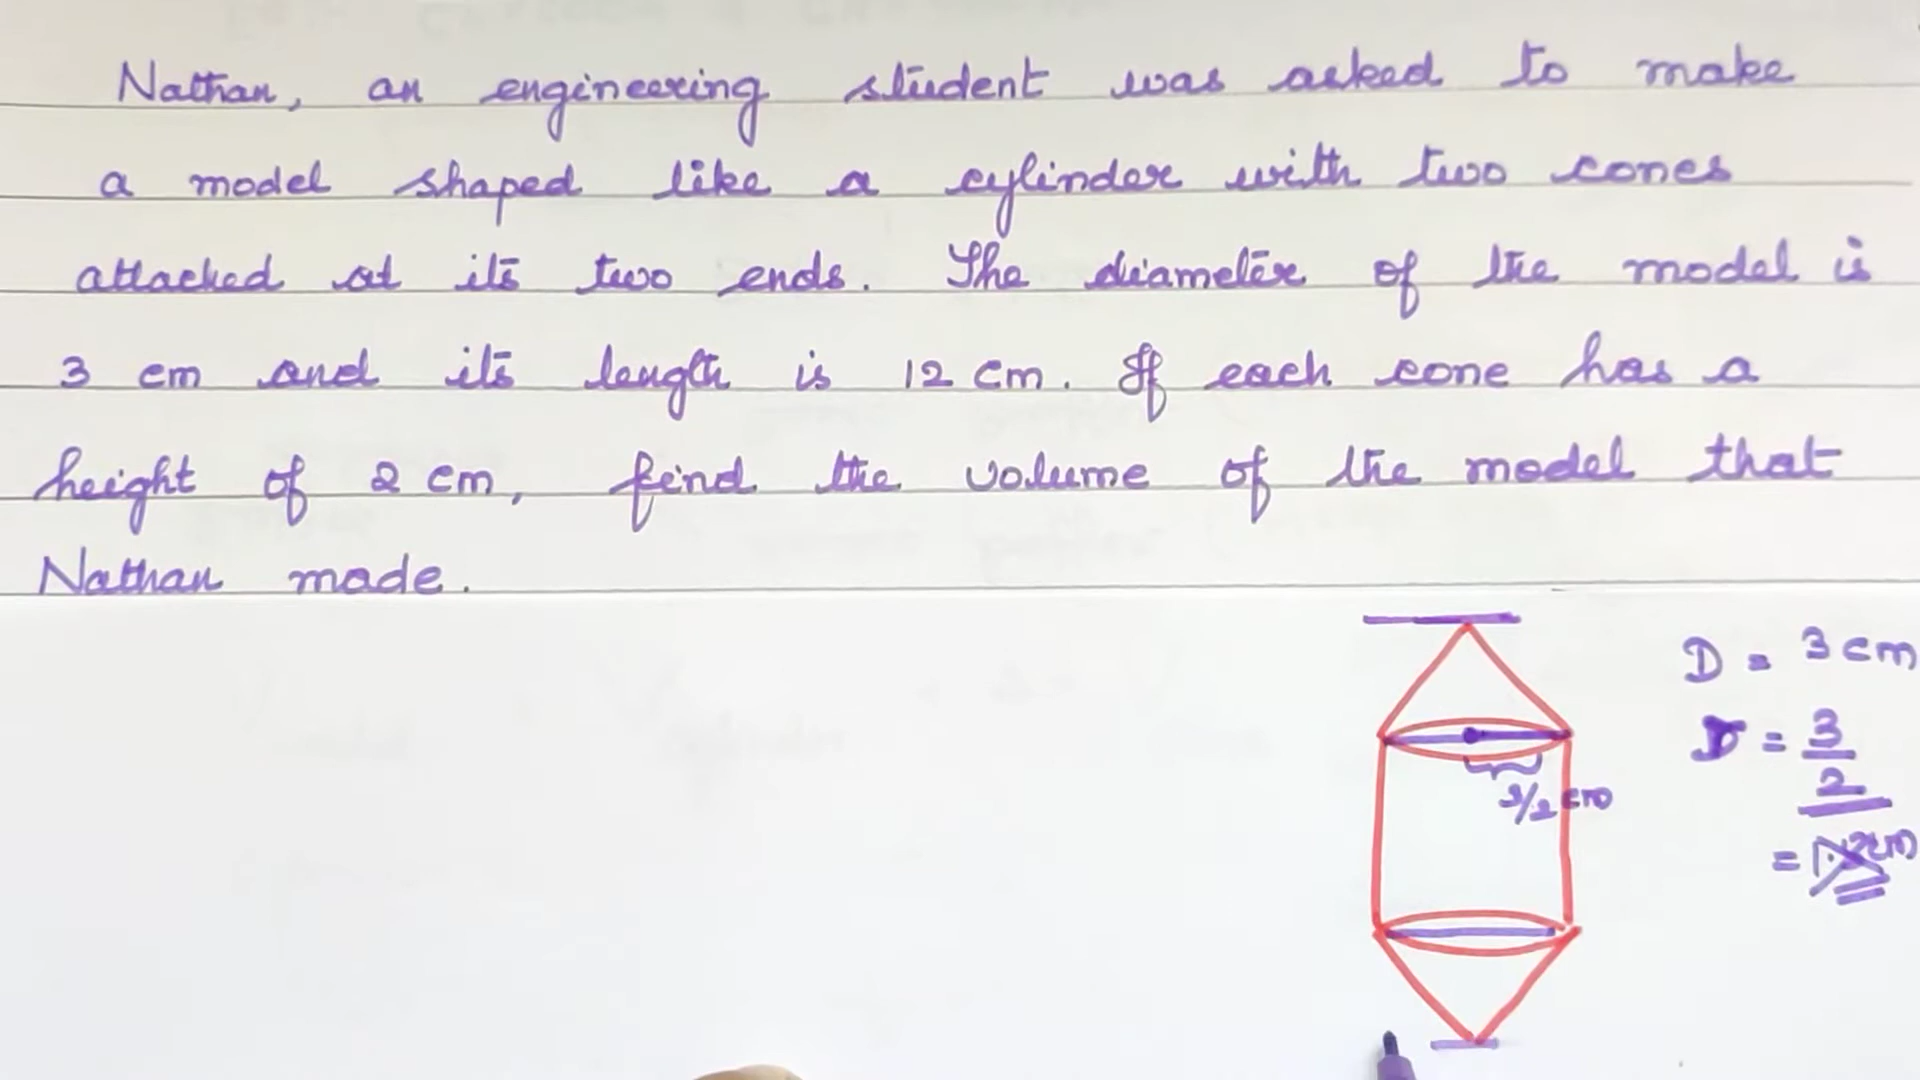 Nathan, an engineering student was asked to make
a model shaped like a cylinder with two cones
attached at its two ends. The diameter of the model is
3 cm and its length is 12 cm. If each cone has a
height of 2 cm, find the volume of the model that
Nathan made.
D = 3 cm
r = 3/2
3/2 cm